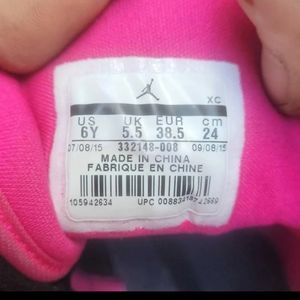 XC
US UK EUR cm
6Y 5.5 38.5 24
07/08/15 332148-008 09/08/15
MADE IN CHINA
FABRIQUE EN CHINE
105942634 UPC